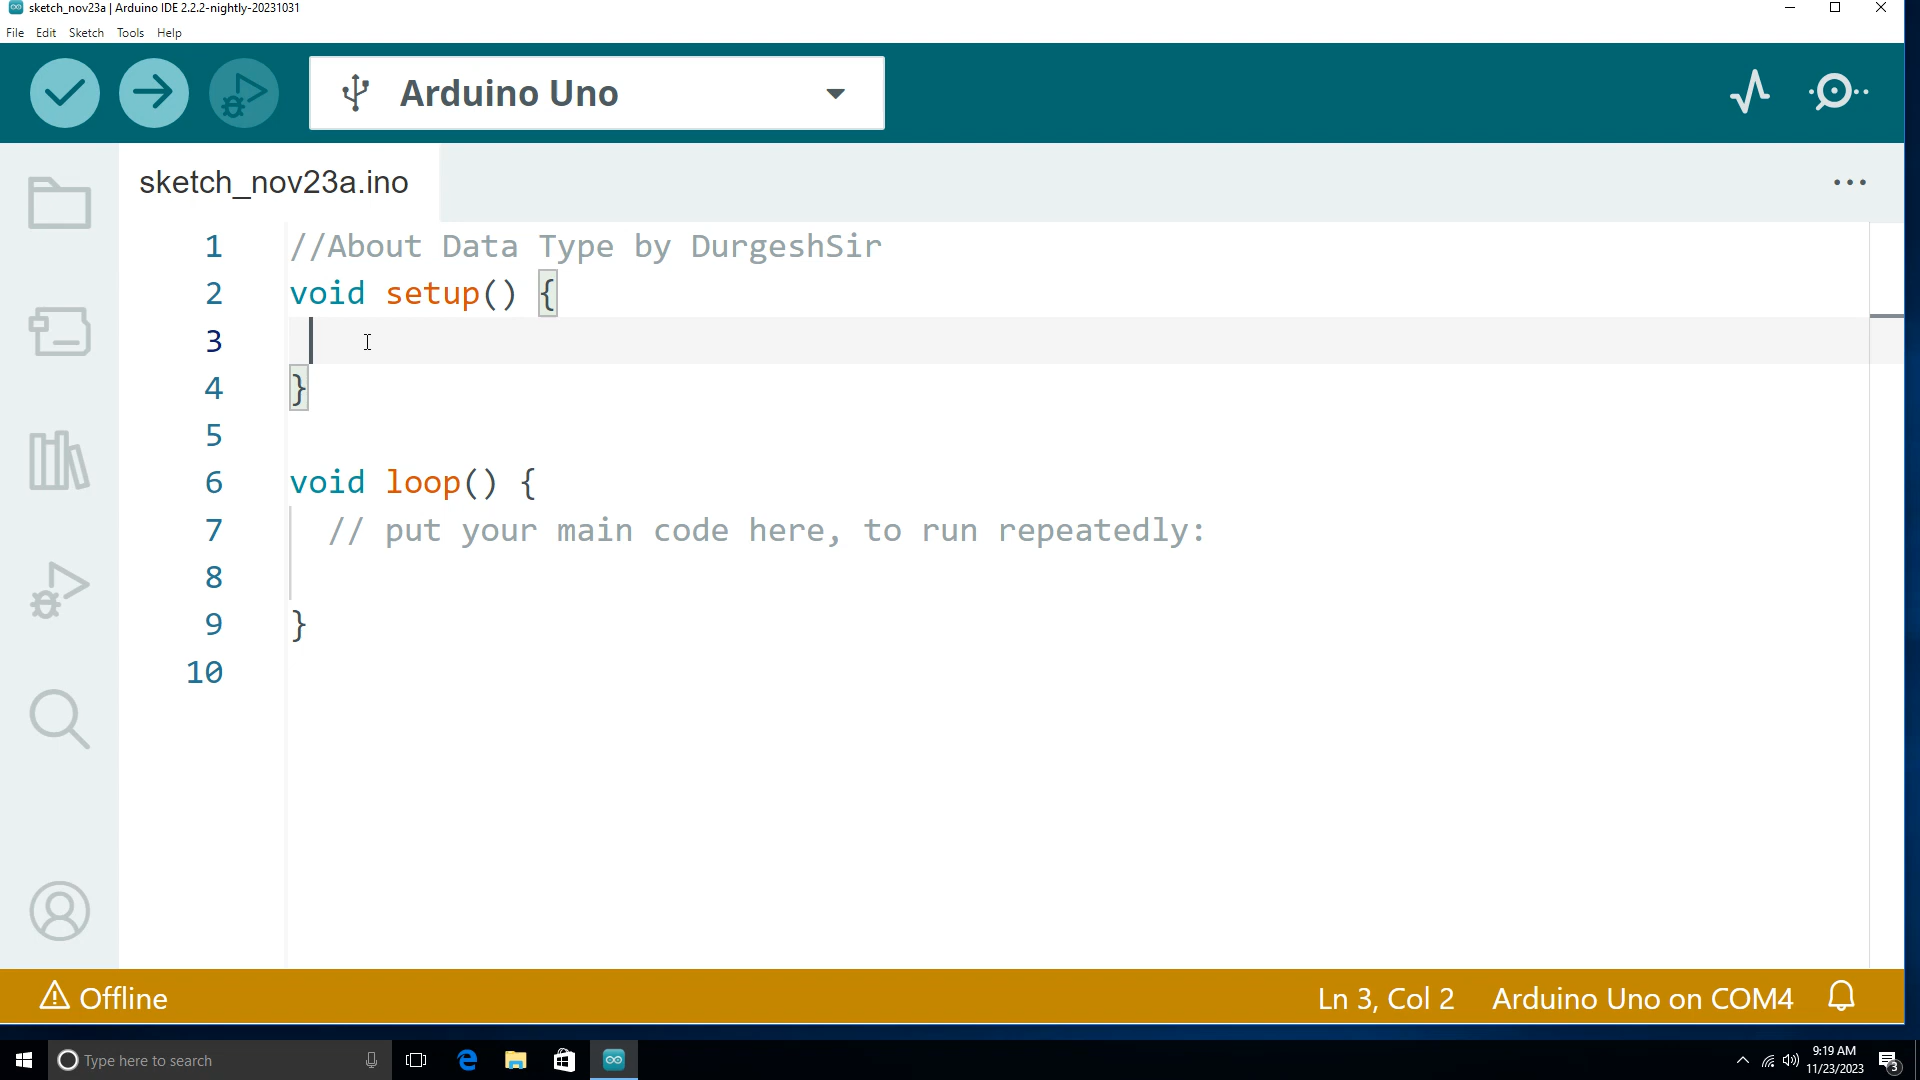 sketch_nov23a | Arduino IDE 2.2.2-nightly-20231031
File Edit Sketch Tools Help
Arduino Uno
sketch_nov23a.ino
1 //About Data Type by DurgeshSir
2 void setup() {
3
4 }
5
6 void loop() {
7 // put your main code here, to run repeatedly:
8
9 }
10
Offline Ln 3, Col 2 Arduino Uno on COM4
Type here to search
9:19 AM
11/23/2023
3